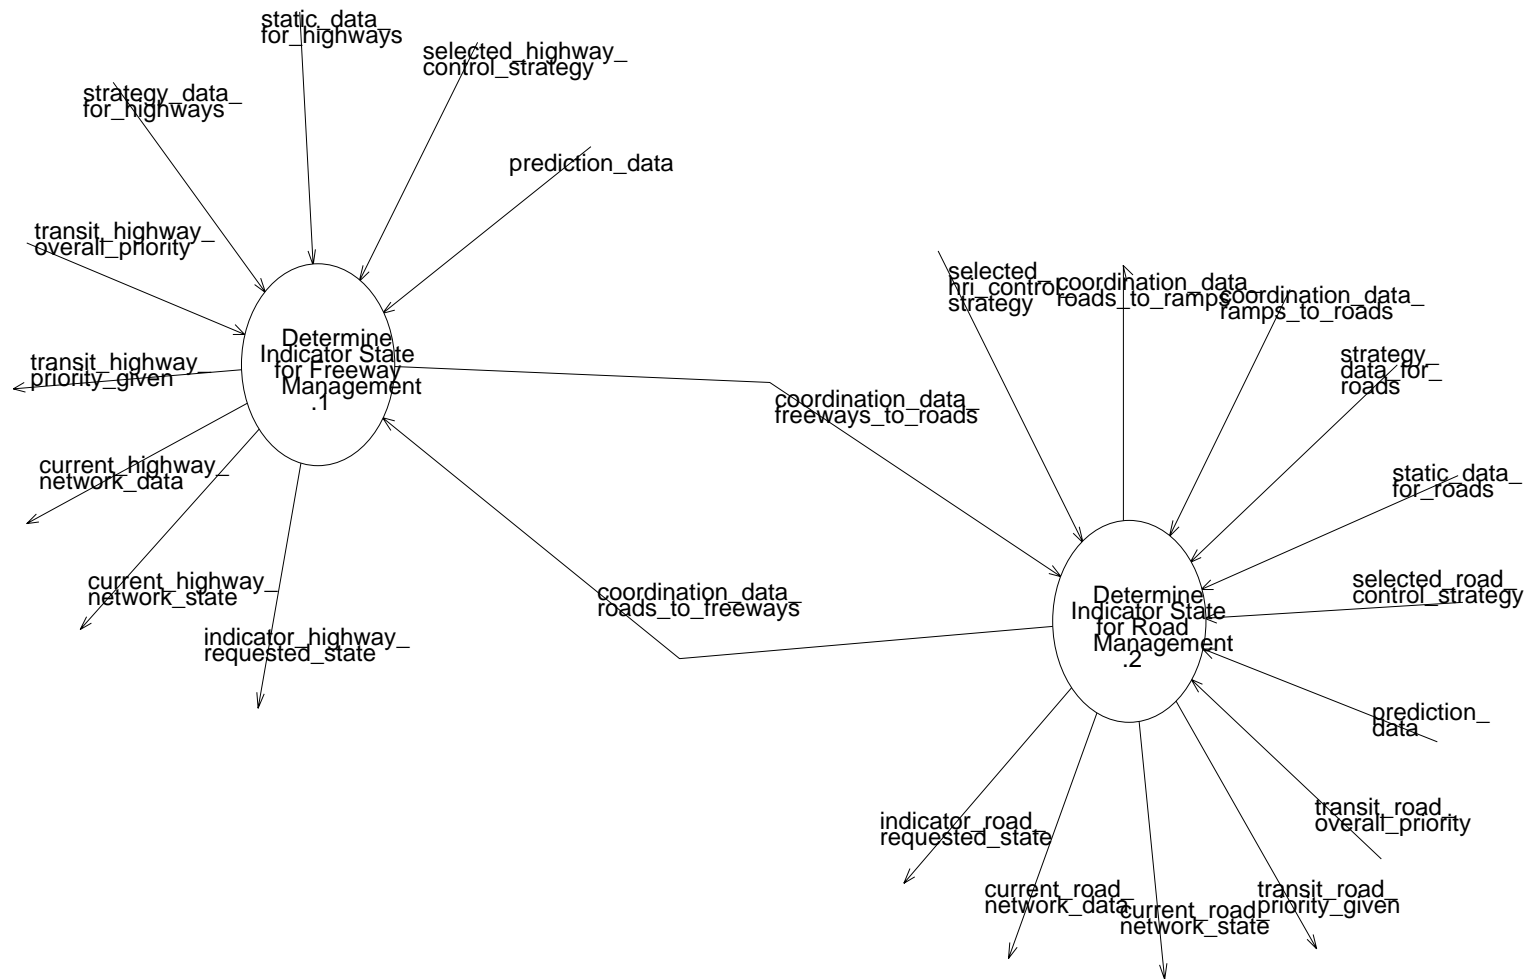 static_data_
for_highways
selected_highway_
control_strategy
strategy_data_
for_highways
prediction_data
transit_highway_
overall_priority
Determine
Indicator State
for Freeway
Management
.1
transit_highway_
priority_given
current_highway_
network_data
current_highway_
network_state
indicator_highway_
requested_state
coordination_data_
freeways_to_roads
coordination_data_
roads_to_freeways
selected_
hri_control_
strategy
coordination_data_
roads_to_ramps
coordination_data_
ramps_to_roads
strategy_
data_for_
roads
static_data_
for_roads
selected_road_
control_strategy
Determine
Indicator State
for Road
Management
.2
prediction_
data
transit_road_
overall_priority
indicator_road_
requested_state
current_road_
network_data
current_road_
network_state
transit_road_
priority_given